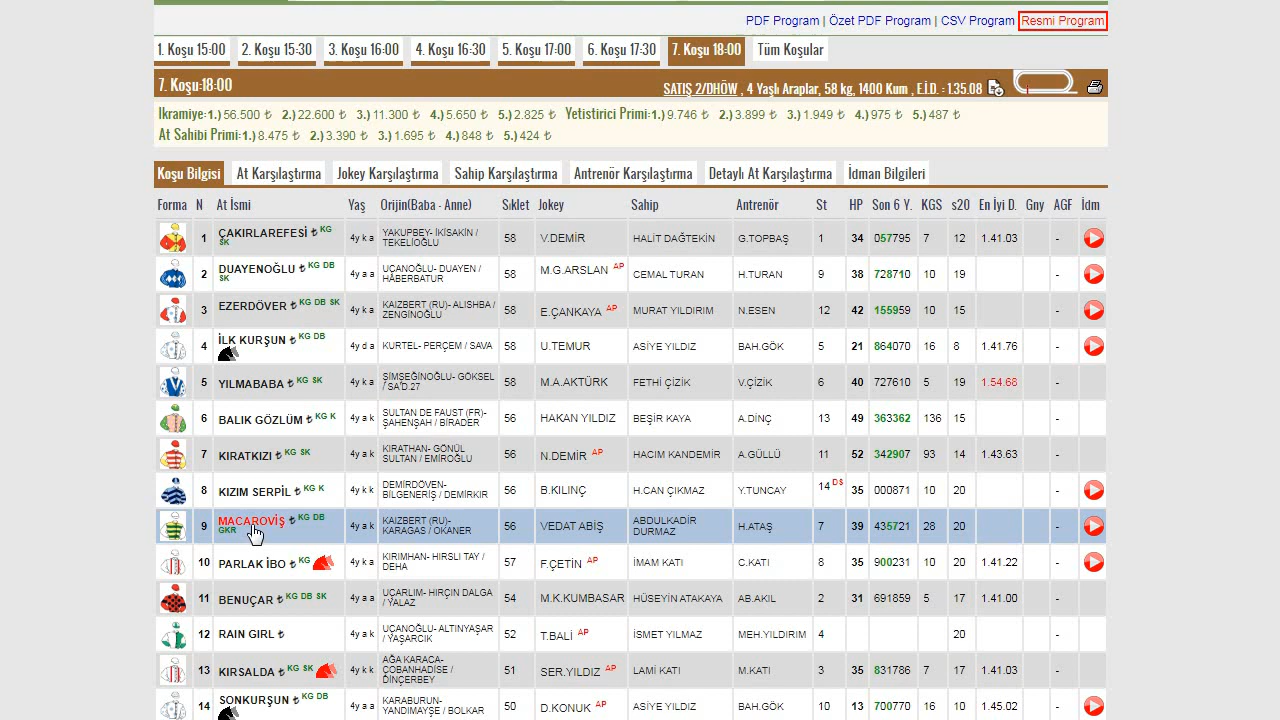 PDF Program | Özet PDF Program | CSV Program Resmi Program
1. Koşu 15:00 2. Koşu 15:30 3. Koşu 16:00 4. Koşu 16:30 5. Koşu 17:00 6. Koşu 17:30 7. Koşu 18:00 Tüm Koşular
7. Koşu:18:00 SATIŞ 2/DHÖW , 4 Yaşlı Araplar, 58 kg, 1400 Kum , E.İ.D. : 1.35.08
İkramiye:1.) 56.500 ₺ 2.) 22.600 ₺ 3.) 11.300 ₺ 4.) 5.650 ₺ 5.) 2.825 ₺ Yetistirici Primi:1.) 9.746 ₺ 2.) 3.899 ₺ 3.) 1.949 ₺ 4.) 975 ₺ 5.) 487 ₺
At Sahibi Primi:1.) 8.475 ₺ 2.) 3.390 ₺ 3.) 1.695 ₺ 4.) 848 ₺ 5.) 424 ₺
Koşu Bilgisi At Karşılaştırma Jokey Karşılaştırma Sahip Karşılaştırma Antrenör Karşılaştırma Detaylı At Karşılaştırma İdman Bilgileri
Forma N At İsmi Yaş Orijin(Baba - Anne) Sıklet Jokey Sahip Antrenör St HP Son 6 Y. KGS s20 En İyi D. Gny AGF İdm
1 ÇAKIRLAREFESİ ₺ KG SK 4y k a YAKUPBEY- İKİSAKİN / TEKELİOĞLU 58 V.DEMİR HALİT DAĞTEKİN G.TOPBAŞ 1 34 057795 7 12 1.41.03 -
2 DUAYENOĞLU ₺ KG DB SK 4y a a UÇANOĞLU- DUAYEN / HABERBATUR 58 M.G.ARSLAN AP CEMAL TURAN H.TURAN 9 38 728710 10 19 -
3 EZERDÖVER ₺ KG DB SK 4y k a KAIZBERT (RU)- ALISHBA / ZENGİNOĞLU 58 E.ÇANKAYA AP MURAT YILDIRIM N.ESEN 12 42 155959 10 15 -
4 İLK KURŞUN ₺ KG DB 4y d a KURTEL- PERÇEM / SAVA 58 U.TEMUR ASİYE YILDIZ BAH.GÖK 5 21 864070 16 8 1.41.76 -
5 YILMABABA ₺ KG SK 4y a a ŞİMŞEĞİNOĞLU- GÖKSEL / SA'D.27 58 M.A.AKTÜRK FETHİ ÇİZİK V.ÇİZİK 6 40 727610 5 19 1.54.68 -
6 BALIK GÖZLÜM ₺ KG K 4y a k SULTAN DE FAUST (FR)- ŞAHENŞAH / BİRADER 56 HAKAN YILDIZ BEŞİR KAYA A.DİNÇ 13 49 363362 136 15 -
7 KIRATKIZI ₺ KG SK 4y a k KIRATHAN- GÖNÜL SULTAN / EMİROĞLU 56 N.DEMİR AP HACIM KANDEMİR A.GÜLLÜ 11 52 342907 93 14 1.43.63 -
8 KIZIM SERPİL ₺ KG K 4y k k DEMİRDÖVEN- BİLGENERİŞ / DEMİRKIR 56 B.KILINÇ H.CAN ÇIKMAZ Y.TUNCAY 14 DS 35 000871 10 20 -
9 MACAROVİŞ ₺ KG DB GKR 4y a k KAIZBERT (RU)- KARAGAS / OKANER 56 VEDAT ABİŞ ABDULKADİR DURMAZ H.ATAŞ 7 39 435721 28 20 -
10 PARLAK İBO ₺ KG 4y k a KIRIMHAN- HIRSLI TAY / DEHA 57 F.ÇETİN AP İMAM KATI C.KATI 8 35 900231 10 20 1.41.22 -
11 BENUÇAR ₺ KG DB SK 4y a a UÇARLIM- HIRÇIN DALGA / YALAZ 54 M.K.KUMBASAR HÜSEYİN ATAKAYA AB.AKIL 2 31 691859 5 17 1.41.00 -
12 RAIN GIRL ₺ 4y a k UÇANOĞLU- ALTINYAŞAR / YAŞARCIK 52 T.BALİ AP İSMET YILMAZ MEH.YILDIRIM 4 20 -
13 KIRSALDA ₺ KG SK 4y k k AĞA KARACA- ÇOBANHADİSE / DİNÇERBEY 51 SER.YILDIZ AP LAMİ KATI M.KATI 3 35 831786 7 17 1.41.03 -
14 SONKURŞUN ₺ KG DB 4y a a KARABURUN- YANDIMAYŞE / BOLKAR 50 D.KONUK AP ASİYE YILDIZ BAH.GÖK 10 13 700770 16 10 1.45.02 -